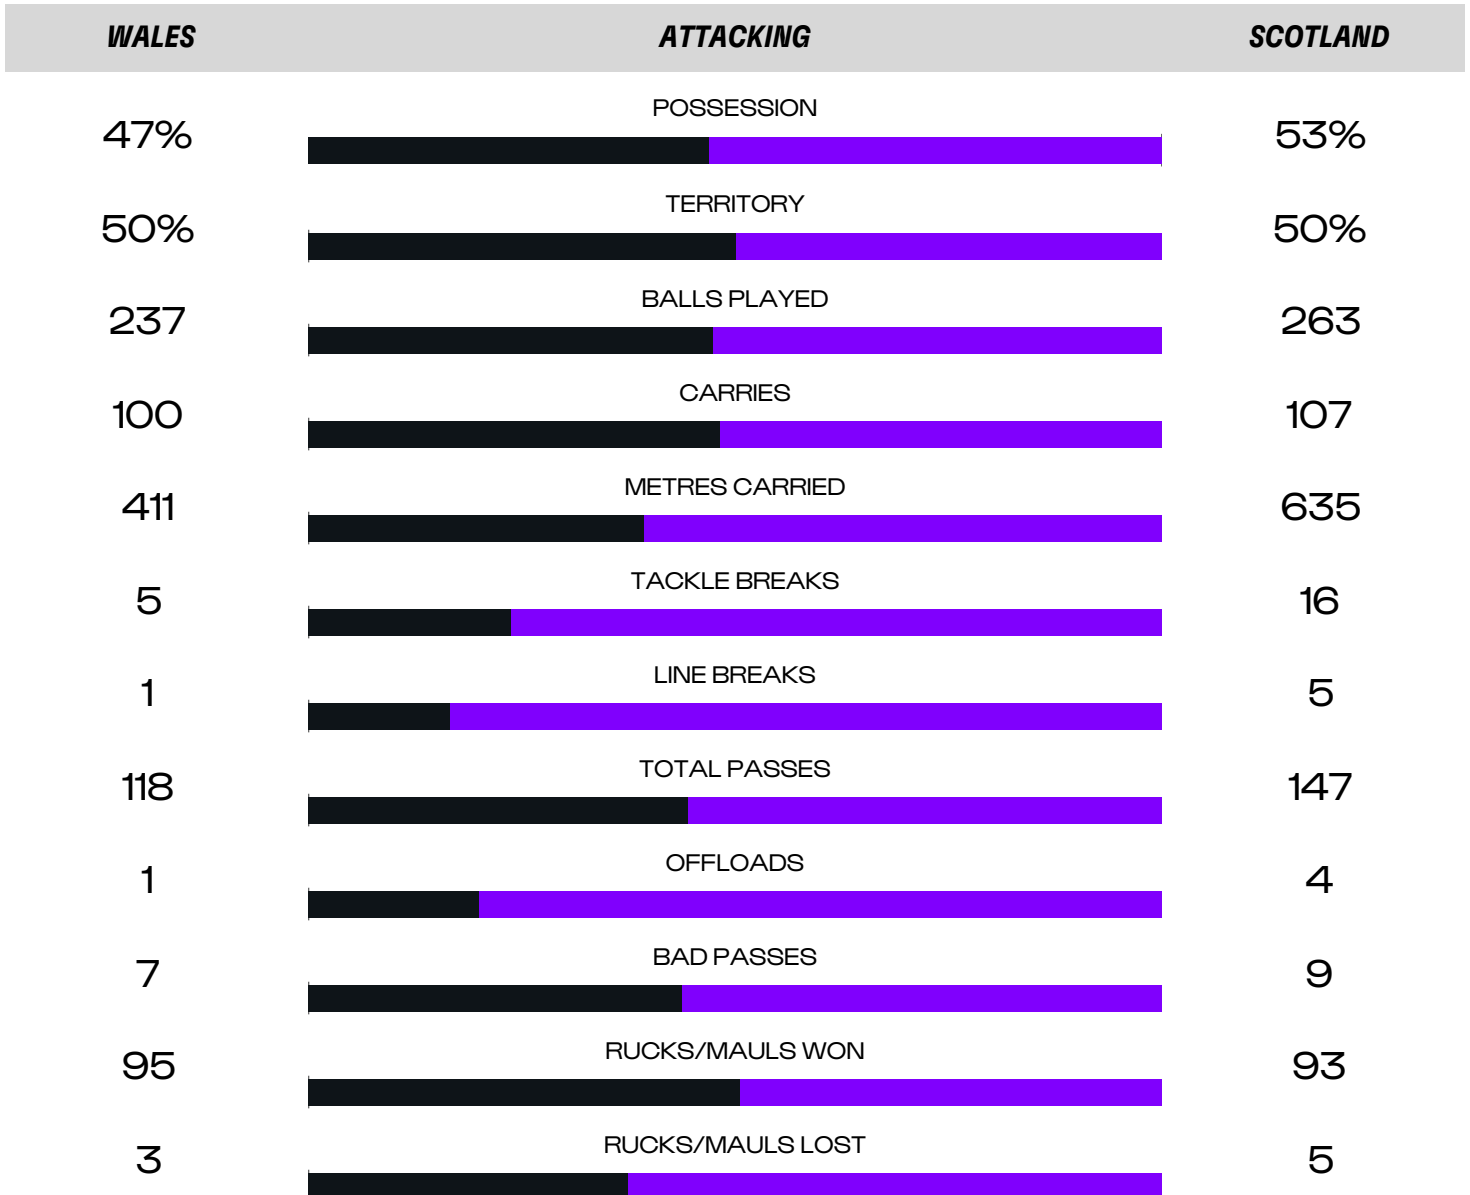 WALES ATTACKING SCOTLAND
POSSESSION
47% 53%
TERRITORY
50% 50%
BALLS PLAYED
237 263
CARRIES
100 107
METRES CARRIED
411 635
TACKLE BREAKS
5 16
LINE BREAKS
1 5
TOTAL PASSES
118 147
OFFLOADS
1 4
BAD PASSES
7 9
RUCKS/MAULS WON
95 93
RUCKS/MAULS LOST
3 5